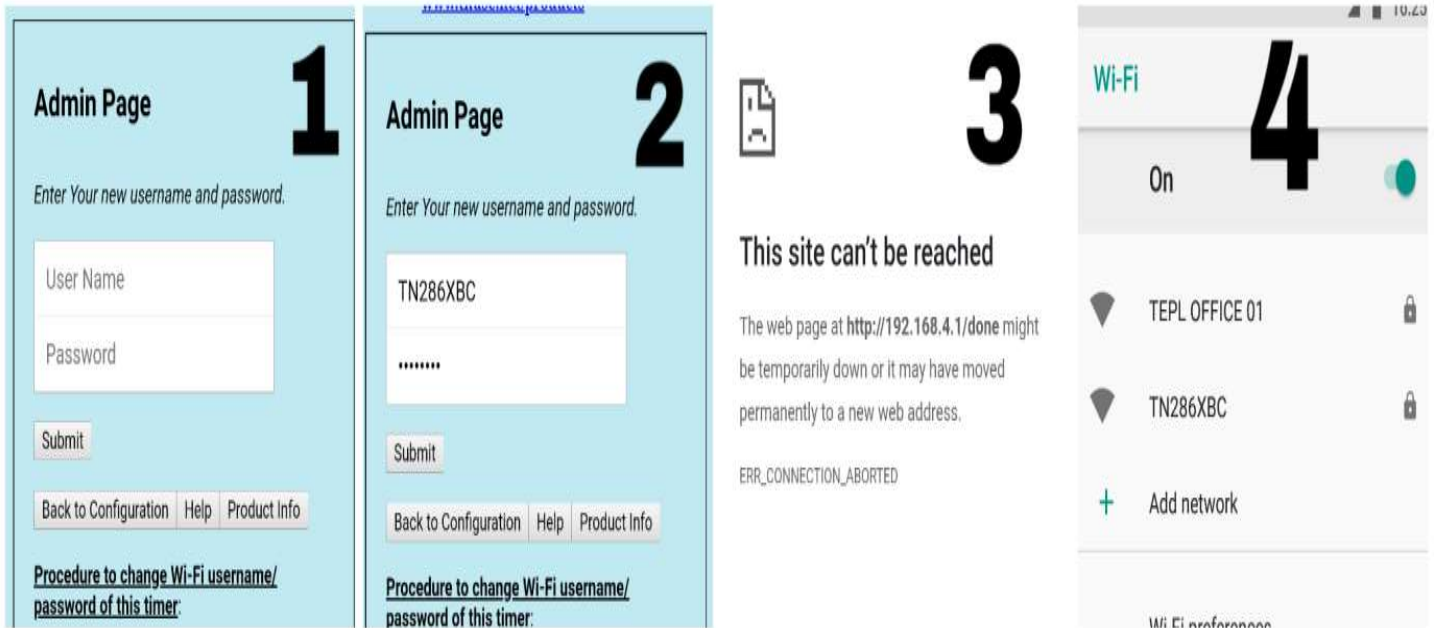 1
Admin Page
Enter Your new username and password.
User Name
Password
Submit
Back to Configuration Help Product Info
Procedure to change Wi-Fi username/
password of this timer:
2
Admin Page
Enter Your new username and password.
TN286XBC
••••••••
Submit
Back to Configuration Help Product Info
Procedure to change Wi-Fi username/
password of this timer:
3
This site can't be reached
The web page at http://192.168.4.1/done might
be temporarily down or it may have moved
permanently to a new web address.
ERR_CONNECTION_ABORTED
4
Wi-Fi
On
TEPL OFFICE 01
TN286XBC
Add network
Wi-Fi preferences